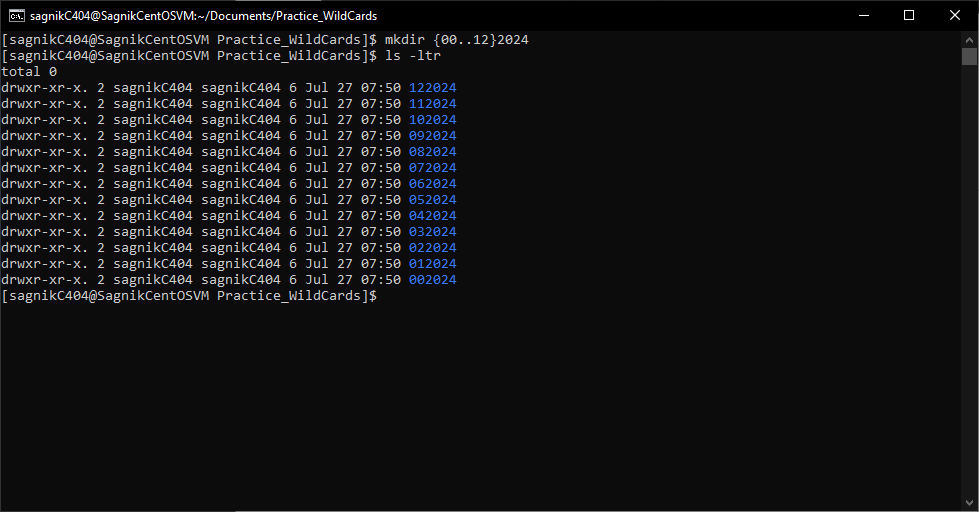 sagnikC404@SagnikCentOSVM:~/Documents/Practice_WildCards
[sagnikC404@SagnikCentOSVM Practice_WildCards]$ mkdir {00..12}2024
[sagnikC404@SagnikCentOSVM Practice_WildCards]$ ls -ltr
total 0
drwxr-xr-x. 2 sagnikC404 sagnikC404 6 Jul 27 07:50 122024
drwxr-xr-x. 2 sagnikC404 sagnikC404 6 Jul 27 07:50 112024
drwxr-xr-x. 2 sagnikC404 sagnikC404 6 Jul 27 07:50 102024
drwxr-xr-x. 2 sagnikC404 sagnikC404 6 Jul 27 07:50 092024
drwxr-xr-x. 2 sagnikC404 sagnikC404 6 Jul 27 07:50 082024
drwxr-xr-x. 2 sagnikC404 sagnikC404 6 Jul 27 07:50 072024
drwxr-xr-x. 2 sagnikC404 sagnikC404 6 Jul 27 07:50 062024
drwxr-xr-x. 2 sagnikC404 sagnikC404 6 Jul 27 07:50 052024
drwxr-xr-x. 2 sagnikC404 sagnikC404 6 Jul 27 07:50 042024
drwxr-xr-x. 2 sagnikC404 sagnikC404 6 Jul 27 07:50 032024
drwxr-xr-x. 2 sagnikC404 sagnikC404 6 Jul 27 07:50 022024
drwxr-xr-x. 2 sagnikC404 sagnikC404 6 Jul 27 07:50 012024
drwxr-xr-x. 2 sagnikC404 sagnikC404 6 Jul 27 07:50 002024
[sagnikC404@SagnikCentOSVM Practice_WildCards]$